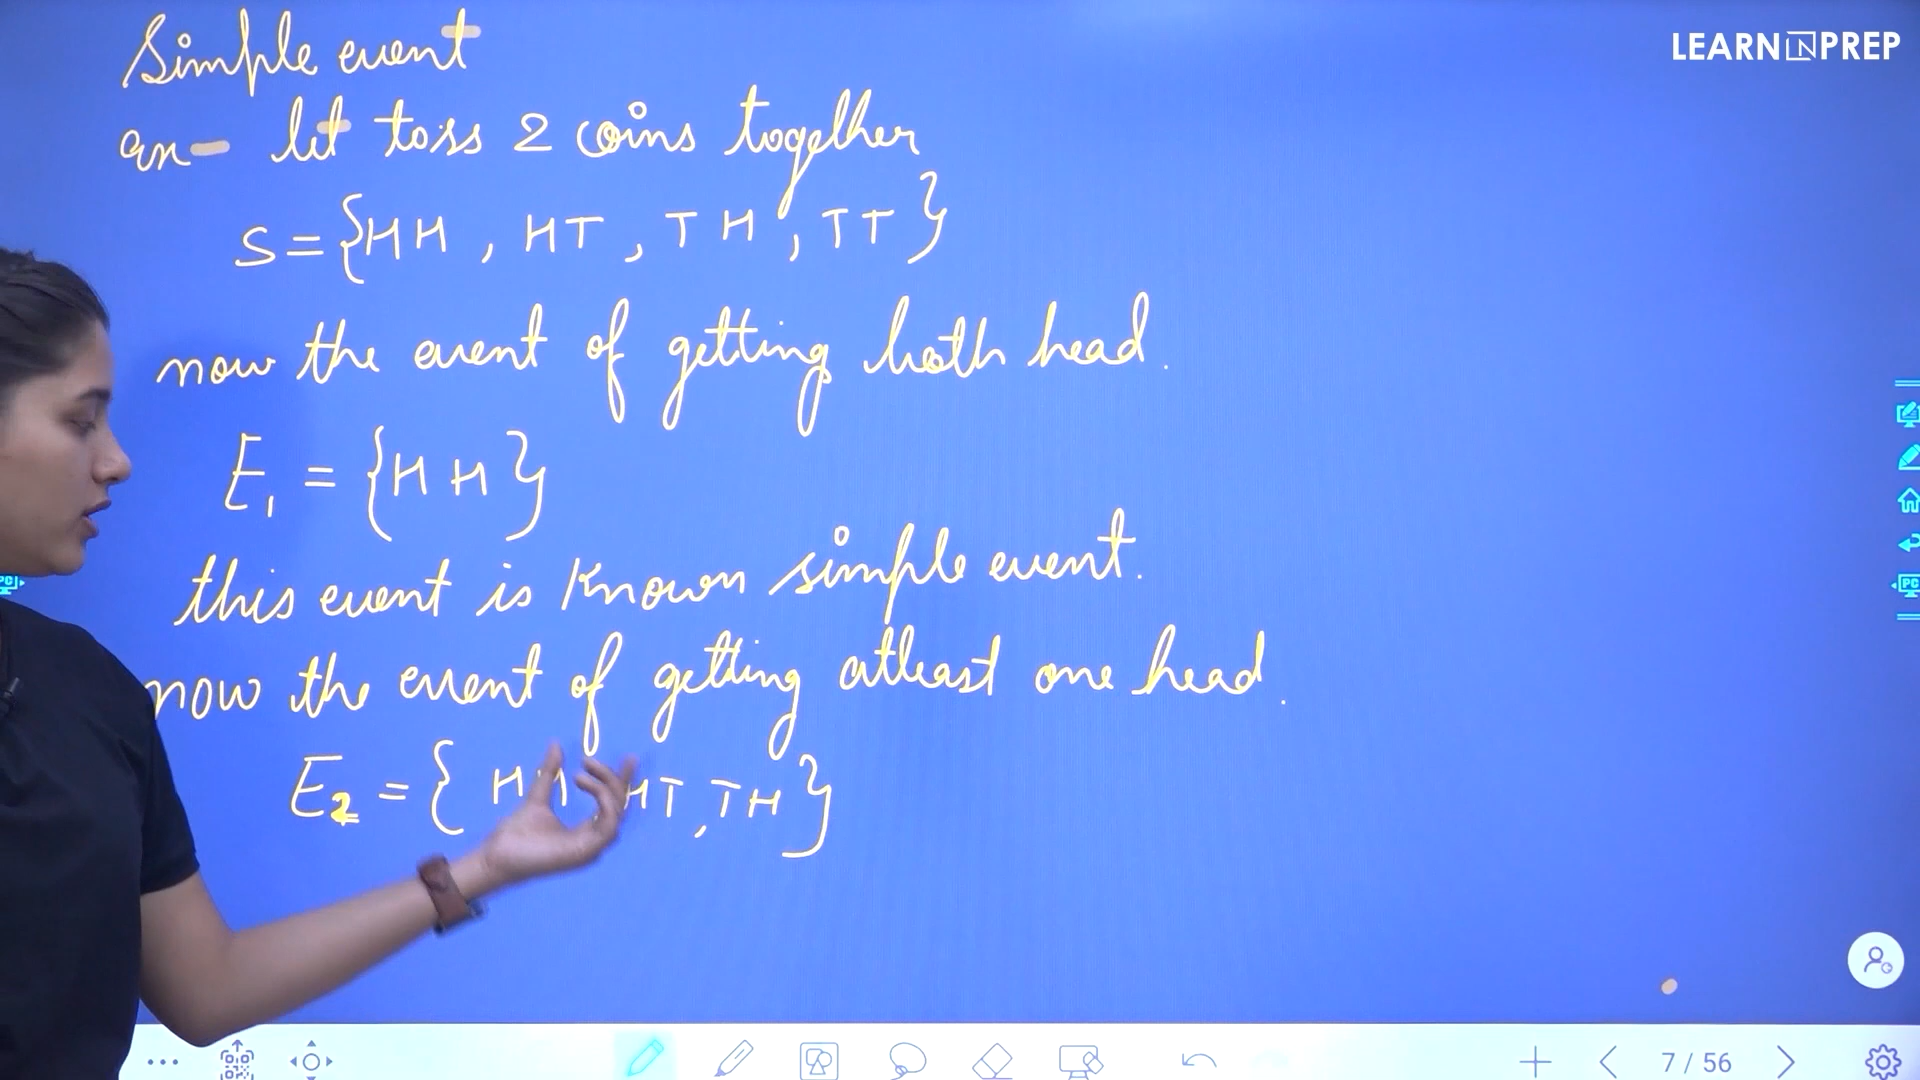 Simple event
LEARN N PREP
ex- let toss 2 coins together
S={HH, HT, TH, TT}
now the event of getting both head.
E1 = {HH}
this event is known simple event.
now the event of getting atleast one head.
E2 = { HH HT, TH}
7 / 56